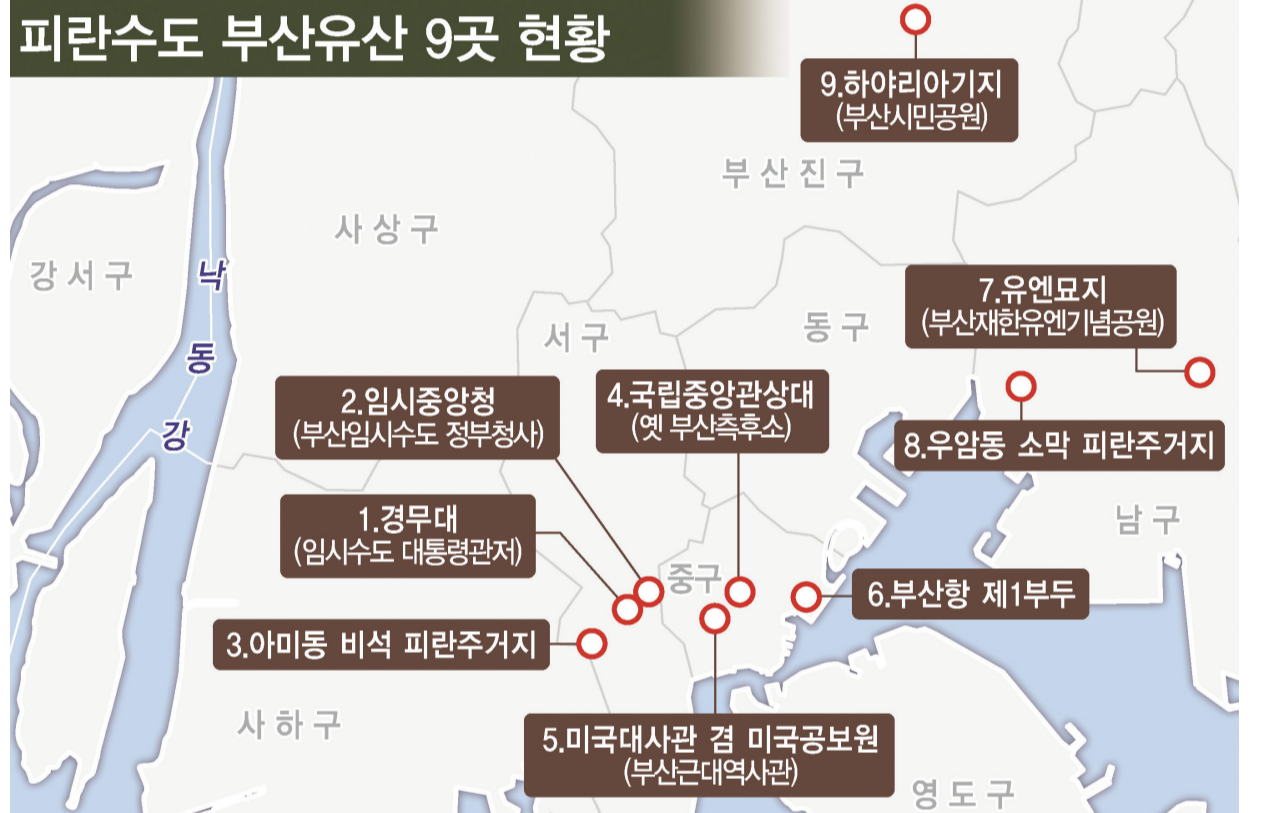 피란수도 부산유산 9곳 현황
9.하야리아기지
(부산시민공원)
부산진구
사상구
강서구
낙
동
강
서구
동구
7.유엔묘지
(부산재한유엔기념공원)
2.임시중앙청
(부산임시수도 정부청사)
4.국립중앙관상대
(옛 부산측후소)
8.우암동 소막 피란주거지
1.경무대
(임시수도 대통령관저)
남구
중구
6.부산항 제1부두
3.아미동 비석 피란주거지
사하구
5.미국대사관 겸 미국공보원
(부산근대역사관)
영도구